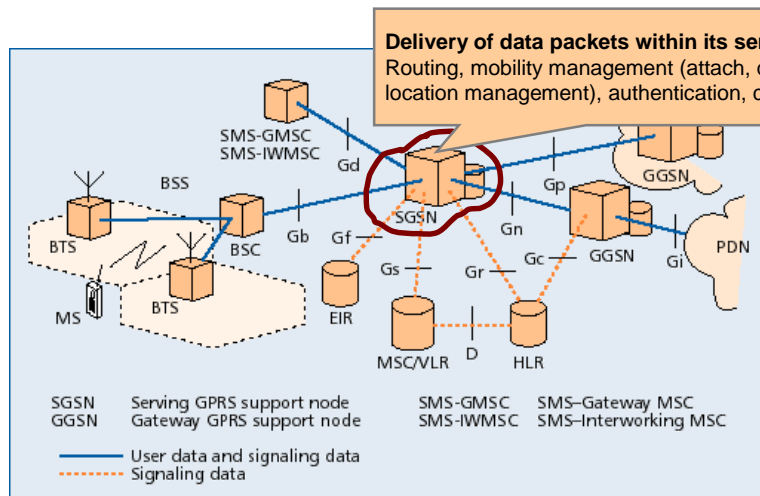 Delivery of data packets within its
Routing, mobility management (attach,
location management), authentication,
SMS-GMSC
SMS-IWMSC
Gd
BSS
SGSN
Gp
GGSN
Gn
GGSN
Gi
PDN
BTS
BSC
Gb
Gf
Gs
Gr
Gc
MS
BTS
EIR
MSC/VLR
D
HLR
SGSN Serving GPRS support node SMS-GMSC SMS–Gateway MSC
GGSN Gateway GPRS support node SMS-IWMSC SMS–Interworking MSC
User data and signaling data
Signaling data